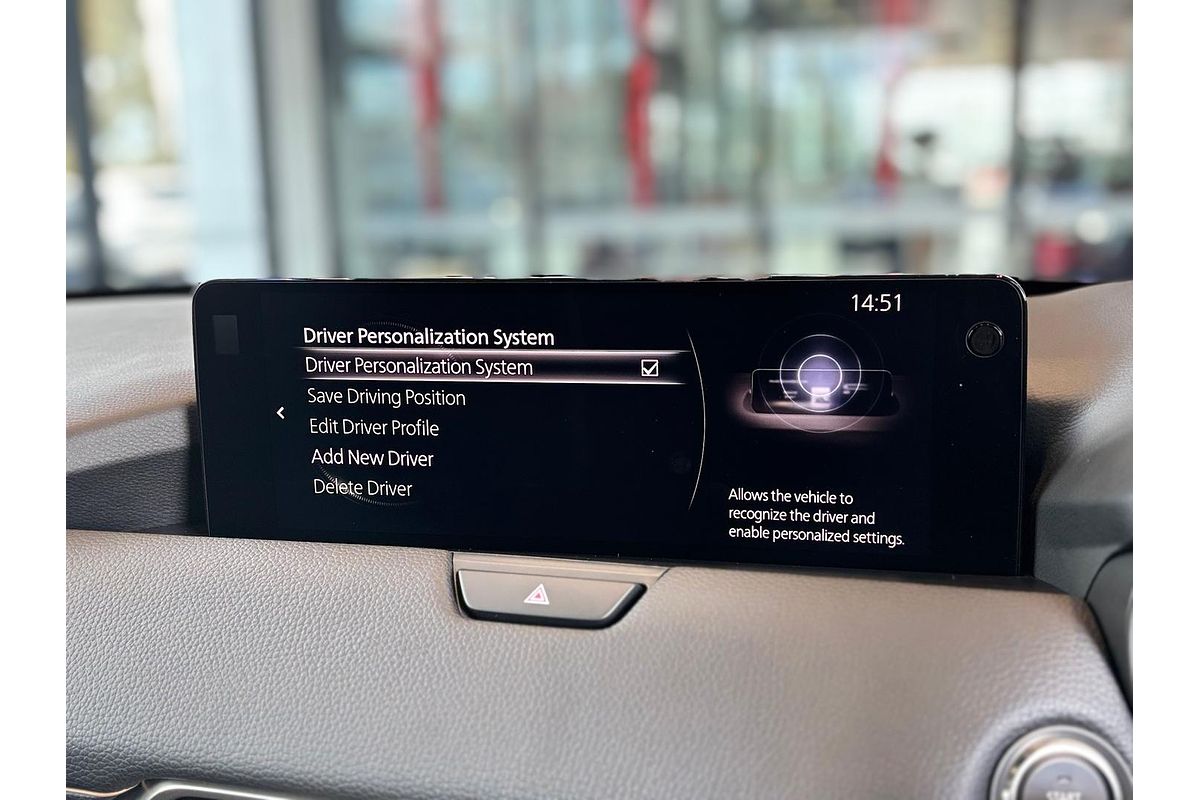 14:51
Driver Personalization System
Driver Personalization System
Save Driving Position
Edit Driver Profile
Add New Driver
Delete Driver
Allows the vehicle to
recognize the driver and
enable personalized settings.
START